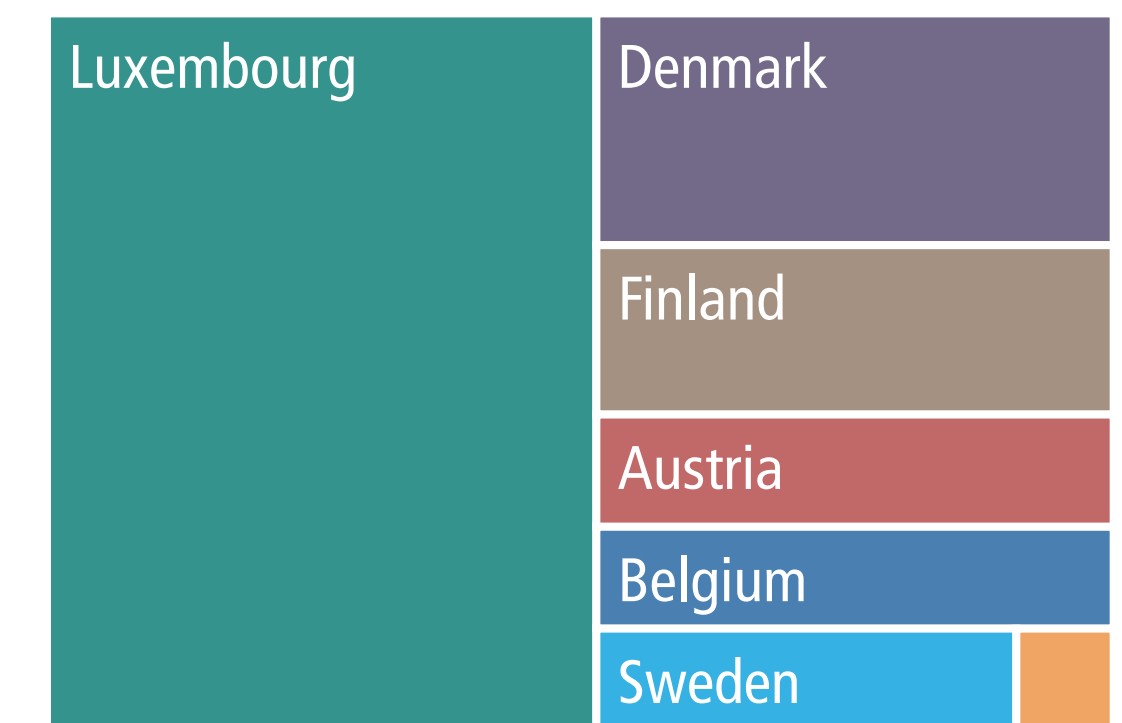 Luxembourg
Denmark
Finland
Austria
Belgium
Sweden